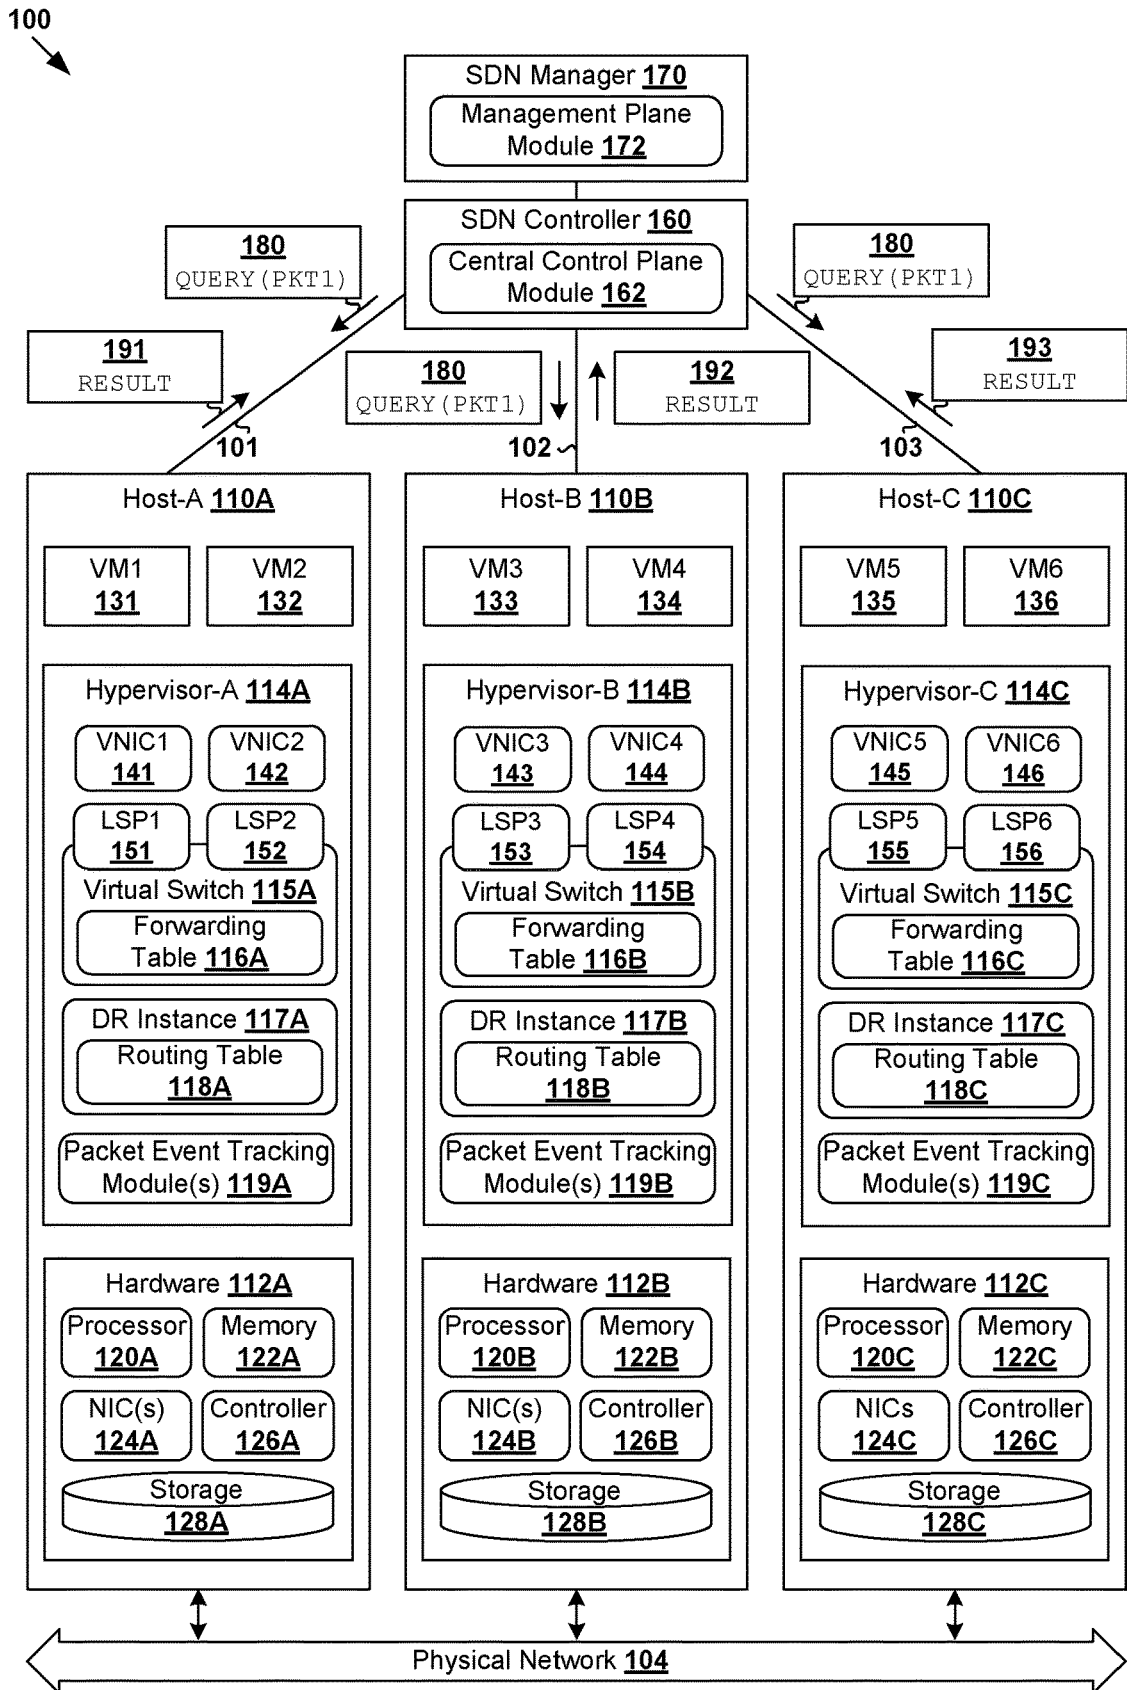 100
SDN Manager 170
Management Plane
Module 172
SDN Controller 160
Central Control Plane
Module 162
180
QUERY(PKT1)
180
QUERY(PKT1)
191
RESULT
180
QUERY(PKT1)
192
RESULT
193
RESULT
101
102
103
Host-A 110A
VM1
131
VM2
132
Hypervisor-A 114A
VNIC1
141
VNIC2
142
LSP1
151
LSP2
152
Virtual Switch 115A
Forwarding
Table 116A
DR Instance 117A
Routing Table
118A
Packet Event Tracking
Module(s) 119A
Hardware 112A
Processor
120A
Memory
122A
NIC(s)
124A
Controller
126A
Storage
128A
Host-B 110B
VM3
133
VM4
134
Hypervisor-B 114B
VNIC3
143
VNIC4
144
LSP3
153
LSP4
154
Virtual Switch 115B
Forwarding
Table 116B
DR Instance 117B
Routing Table
118B
Packet Event Tracking
Module(s) 119B
Hardware 112B
Processor
120B
Memory
122B
NIC(s)
124B
Controller
126B
Storage
128B
Host-C 110C
VM5
135
VM6
136
Hypervisor-C 114C
VNIC5
145
VNIC6
146
LSP5
155
LSP6
156
Virtual Switch 115C
Forwarding
Table 116C
DR Instance 117C
Routing Table
118C
Packet Event Tracking
Module(s) 119C
Hardware 112C
Processor
120C
Memory
122C
NICs
124C
Controller
126C
Storage
128C
Physical Network 104